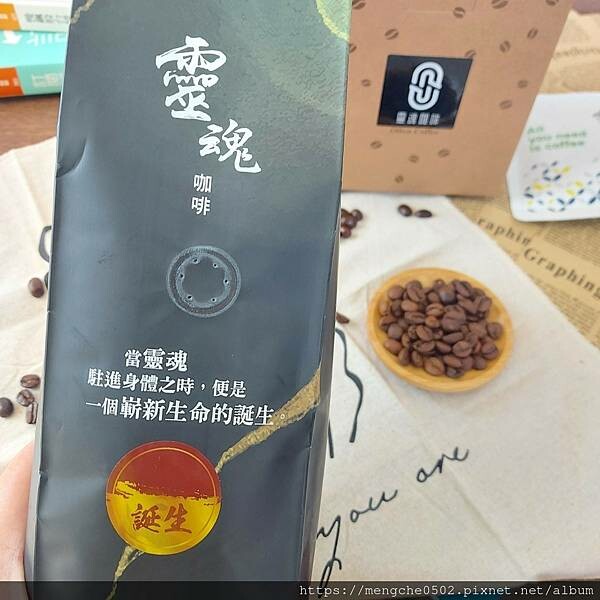 靈魂
咖啡
當靈魂
駐進身體之時，便是
一個嶄新生命的誕生。
誕生
靈魂咖啡
All
you need
is coffee
Graphin
Graphing
you are
https://mengche0502.pixnet.net/album